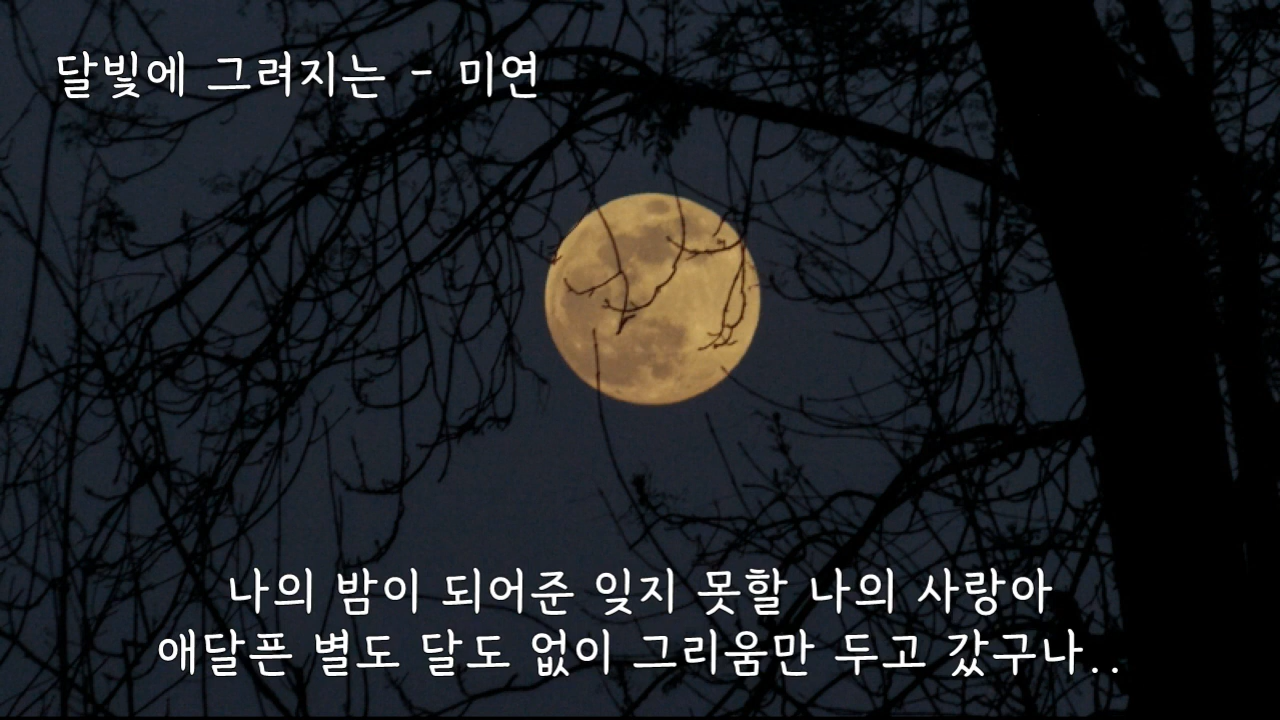 달빛에 그려지는 - 미연
나의 밤이 되어준 잊지 못할 나의 사랑아
애달픈 별도 달도 없이 그리움만 두고 갔구나..